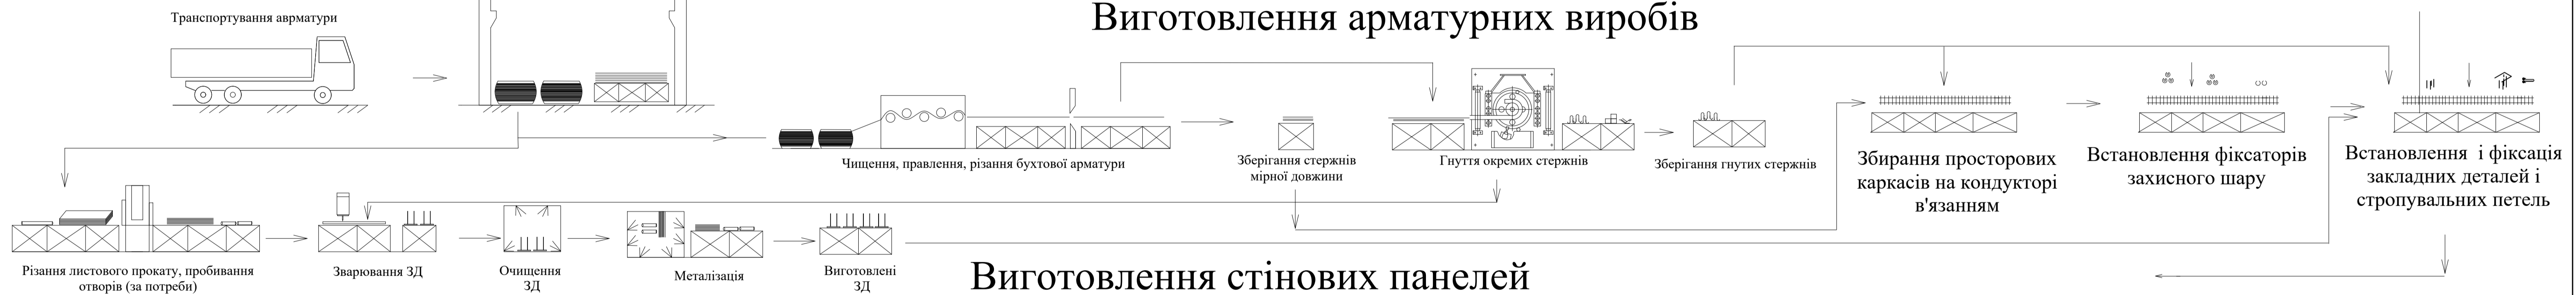 Виготовлення арматурних виробів
Транспортування аврматури
Чищення, правлення, різання бухтової арматури
Зберігання стержнів
мірної довжини
Гнуття окремих стержнів
Зберігання гнутих стержнів
Збирання просторових
каркасів на кондукторі
в'язанням
Встановлення фіксаторів
захисного шару
Встановлення і фіксація
закладних деталей і
стропувальних петель
Різання листового прокату, пробивання
отворів (за потреби)
Зварювання ЗД
Очищення
ЗД
Металізація
Виготовлені
ЗД
Виготовлення стінових панелей